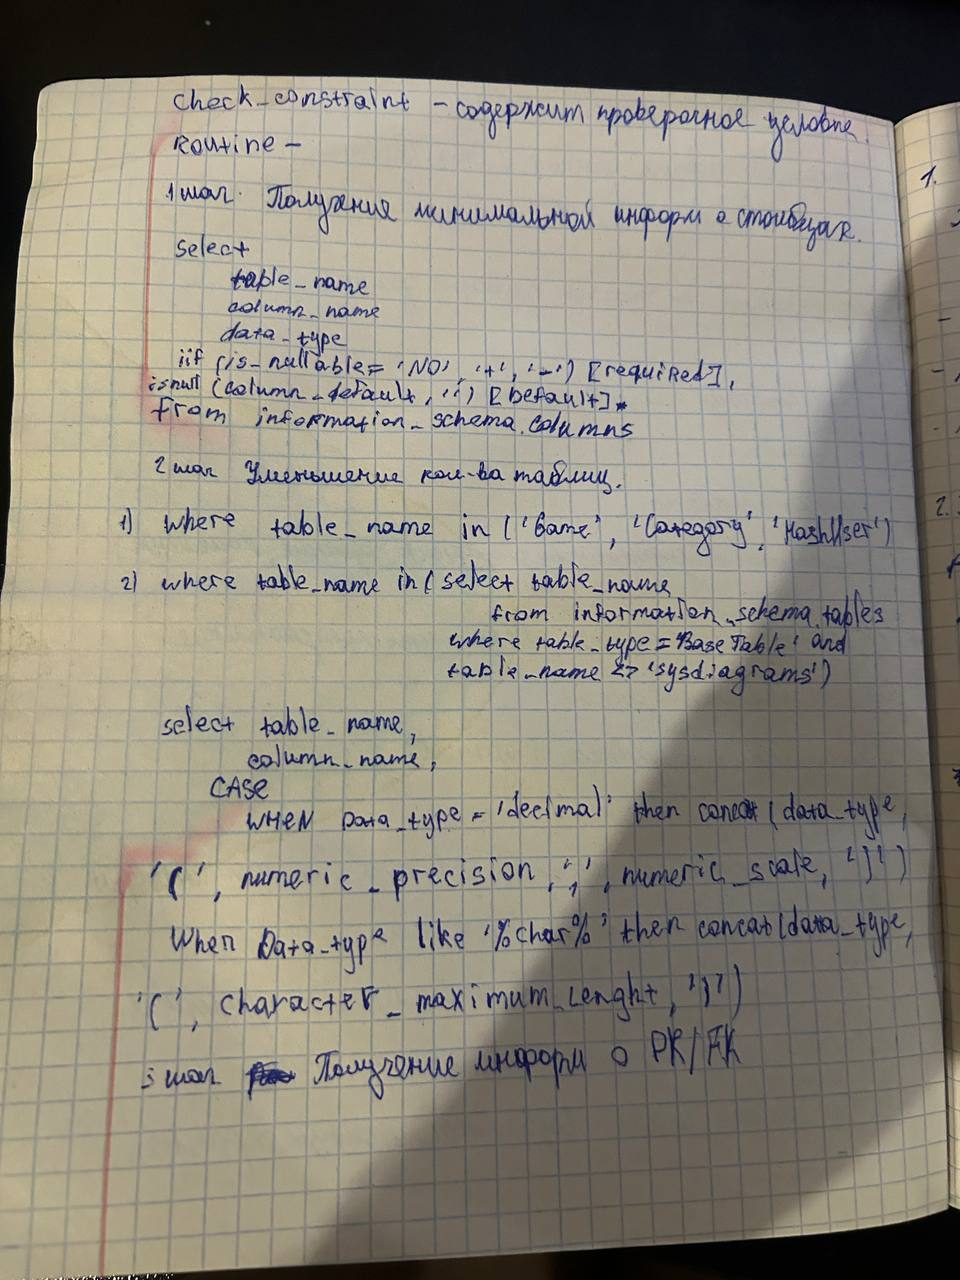 check_constraint – содержит проверочное условие.
Routine –
1 шаг. Получение минимальной информ о столбцах.
select
table_name
column_name
data_type
iif (is_nullable = 'NO', '+', '-') [required],
isnull (column_default, '') [Default]
from information_schema.columns
2 шаг Уменьшение кол-ва таблиц.
1) where table_name in ('Game', 'Category', 'HashUser')
2) where table_name in (select table_name
from information_schema.tables
where table_type = 'Base Table' and
table_name <> 'sysdiagrams')
select table_name,
column_name,
CASE
WHEN Data_type = 'decimal' then concat (data_type,
'(', numeric_precision, ',', numeric_scale, ')')
When Data_type like '%char%' then concat (data_type,
'(', character_maximum_lenght, ')')
3 шаг Получение информ о PK/FK
1.
2.